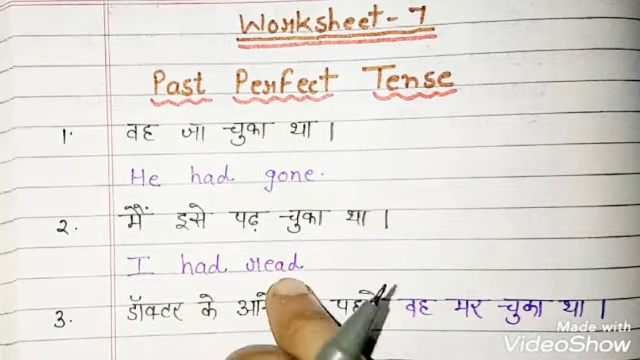 Worksheet-7
Past Perfect Tense
1. वह जा चुका था ।
He had gone.
2. मैं इसे पढ़ चुका था ।
I had read
3. डॉक्टर के वह मर चुका था ।
Made with
VideoShow